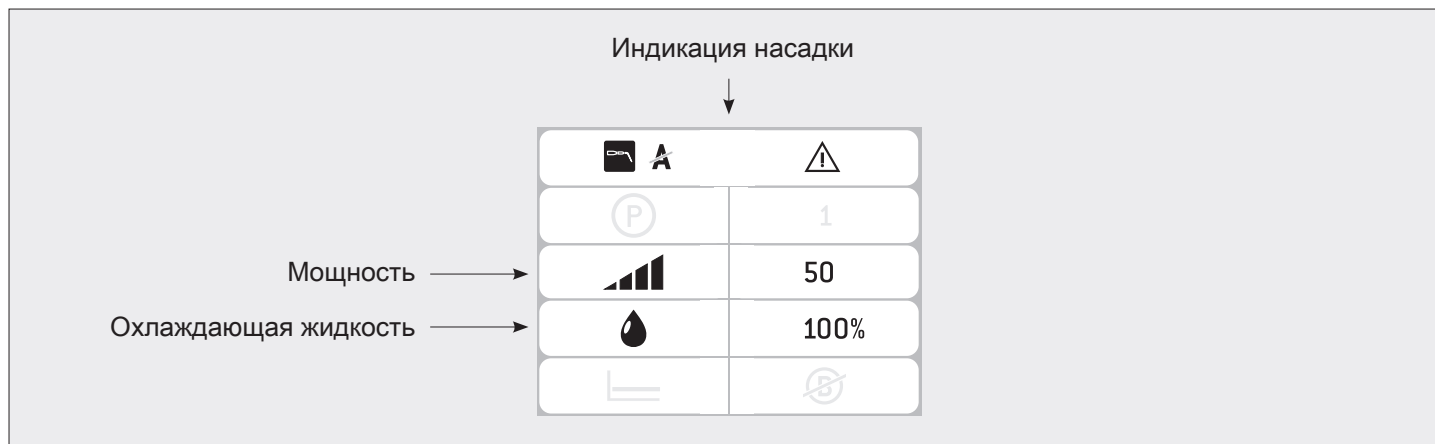 Индикация насадки
A
P 1
Мощность 50
Охлаждающая жидкость 100%
B